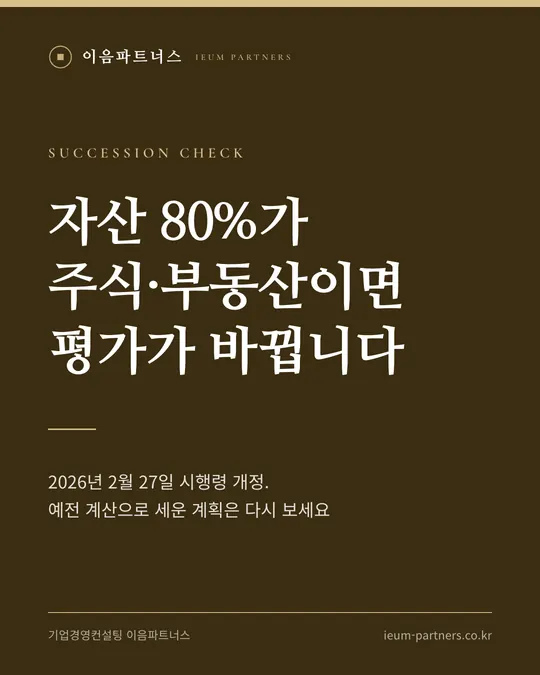 이음파트너스 IEUM PARTNERS
SUCCESSION CHECK
자산 80%가
주식·부동산이면
평가가 바뀝니다
2026년 2월 27일 시행령 개정.
예전 계산으로 세운 계획은 다시 보세요
기업경영컨설팅 이음파트너스
ieum-partners.co.kr